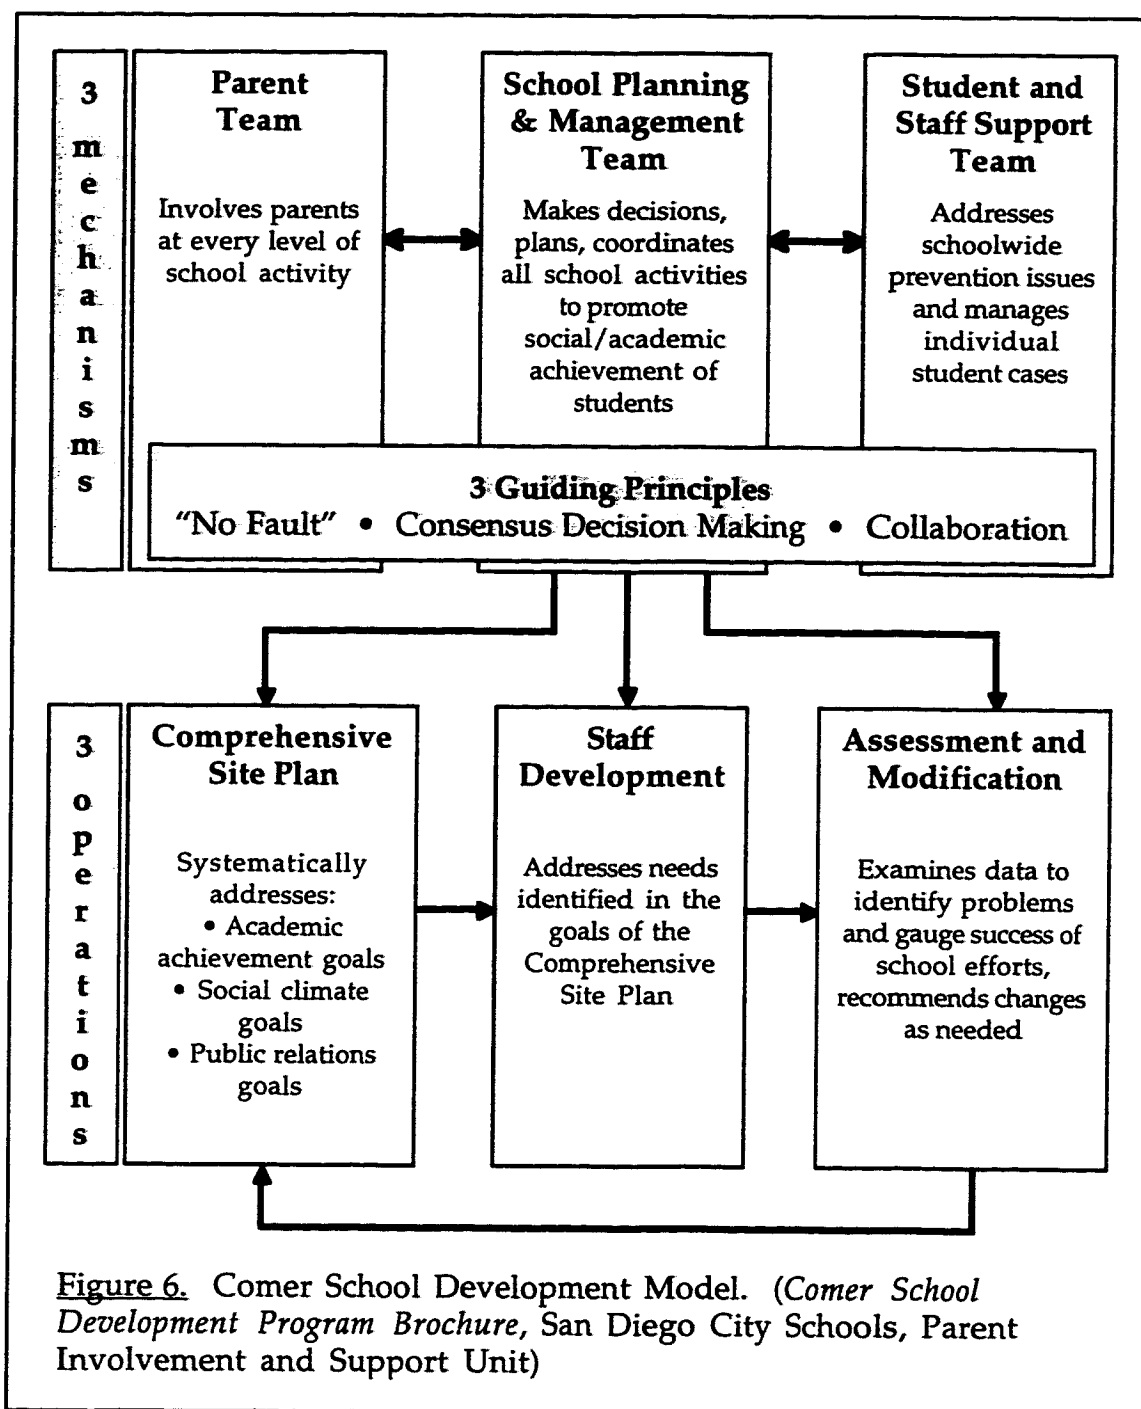 3 mechanisms
Parent
Team
Involves parents
at every level of
school activity
School Planning
& Management
Team
Makes decisions,
plans, coordinates
all school activities
to promote
social/academic
achievement of
students
Student and
Staff Support
Team
Addresses
schoolwide
prevention issues
and manages
individual
student cases
3 Guiding Principles
"No Fault" • Consensus Decision Making • Collaboration
3 operations
Comprehensive
Site Plan
Systematically
addresses:
• Academic
achievement goals
• Social climate
goals
• Public relations
goals
Staff
Development
Addresses needs
identified in the
goals of the
Comprehensive
Site Plan
Assessment and
Modification
Examines data to
identify problems
and gauge success of
school efforts,
recommends changes
as needed
Figure 6. Comer School Development Model. (Comer School
Development Program Brochure, San Diego City Schools, Parent
Involvement and Support Unit)